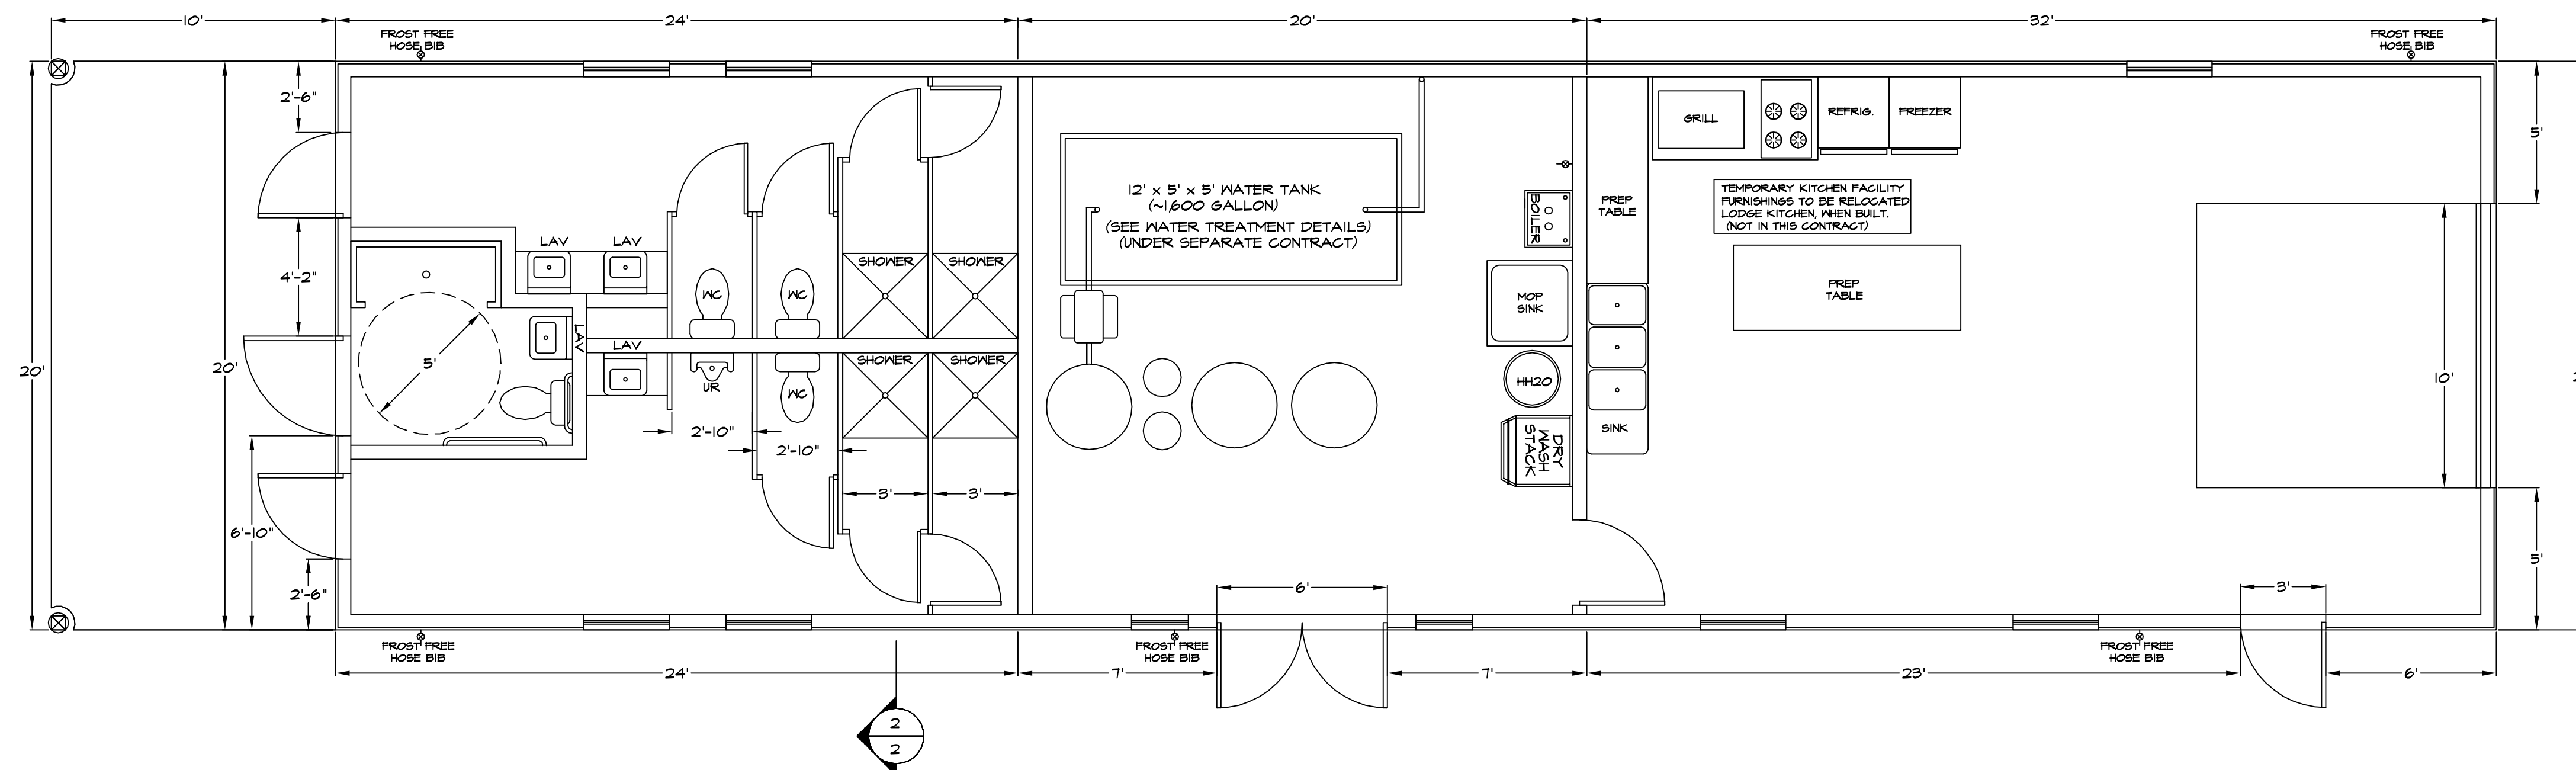 10'
24'
20'
32'
FROST FREE
HOSE BIB
FROST FREE
HOSE BIB
2'-6"
4'-2"
20'
20'
6'-10"
2'-6"
LAV
LAV
LAV
LAV
5'
WC
WC
UR
WC
2'-10"
2'-10"
SHOWER
SHOWER
SHOWER
SHOWER
3'
3'
12' x 5' x 5' WATER TANK
(~1,600 GALLON)
(SEE WATER TREATMENT DETAILS)
(UNDER SEPARATE CONTRACT)
BOILER
MOP
SINK
HH20
DRY
WASH
STACK
PREP
TABLE
SINK
GRILL
REFRIG.
FREEZER
TEMPORARY KITCHEN FACILITY
FURNISHINGS TO BE RELOCATED
LODGE KITCHEN, WHEN BUILT.
(NOT IN THIS CONTRACT)
PREP
TABLE
5'
10'
5'
6'
3'
FROST FREE
HOSE BIB
FROST FREE
HOSE BIB
FROST FREE
HOSE BIB
24'
7'
7'
23'
6'
2
2